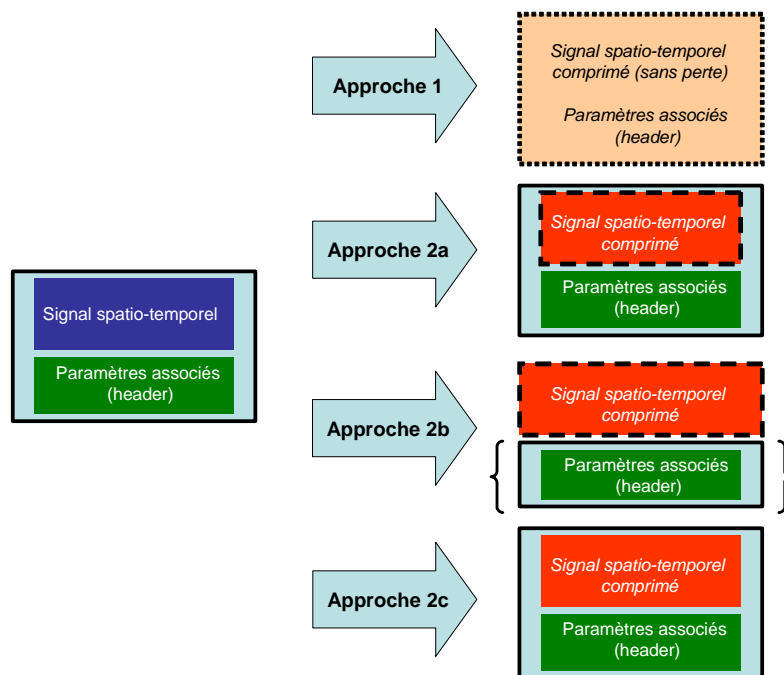 Signal spatio-temporel
Paramètres associés
(header)
Approche 1
Signal spatio-temporel
comprimé (sans perte)
Paramètres associés
(header)
Approche 2a
Signal spatio-temporel
comprimé
Paramètres associés
(header)
Approche 2b
Signal spatio-temporel
comprimé
Paramètres associés
(header)
Approche 2c
Signal spatio-temporel
comprimé
Paramètres associés
(header)